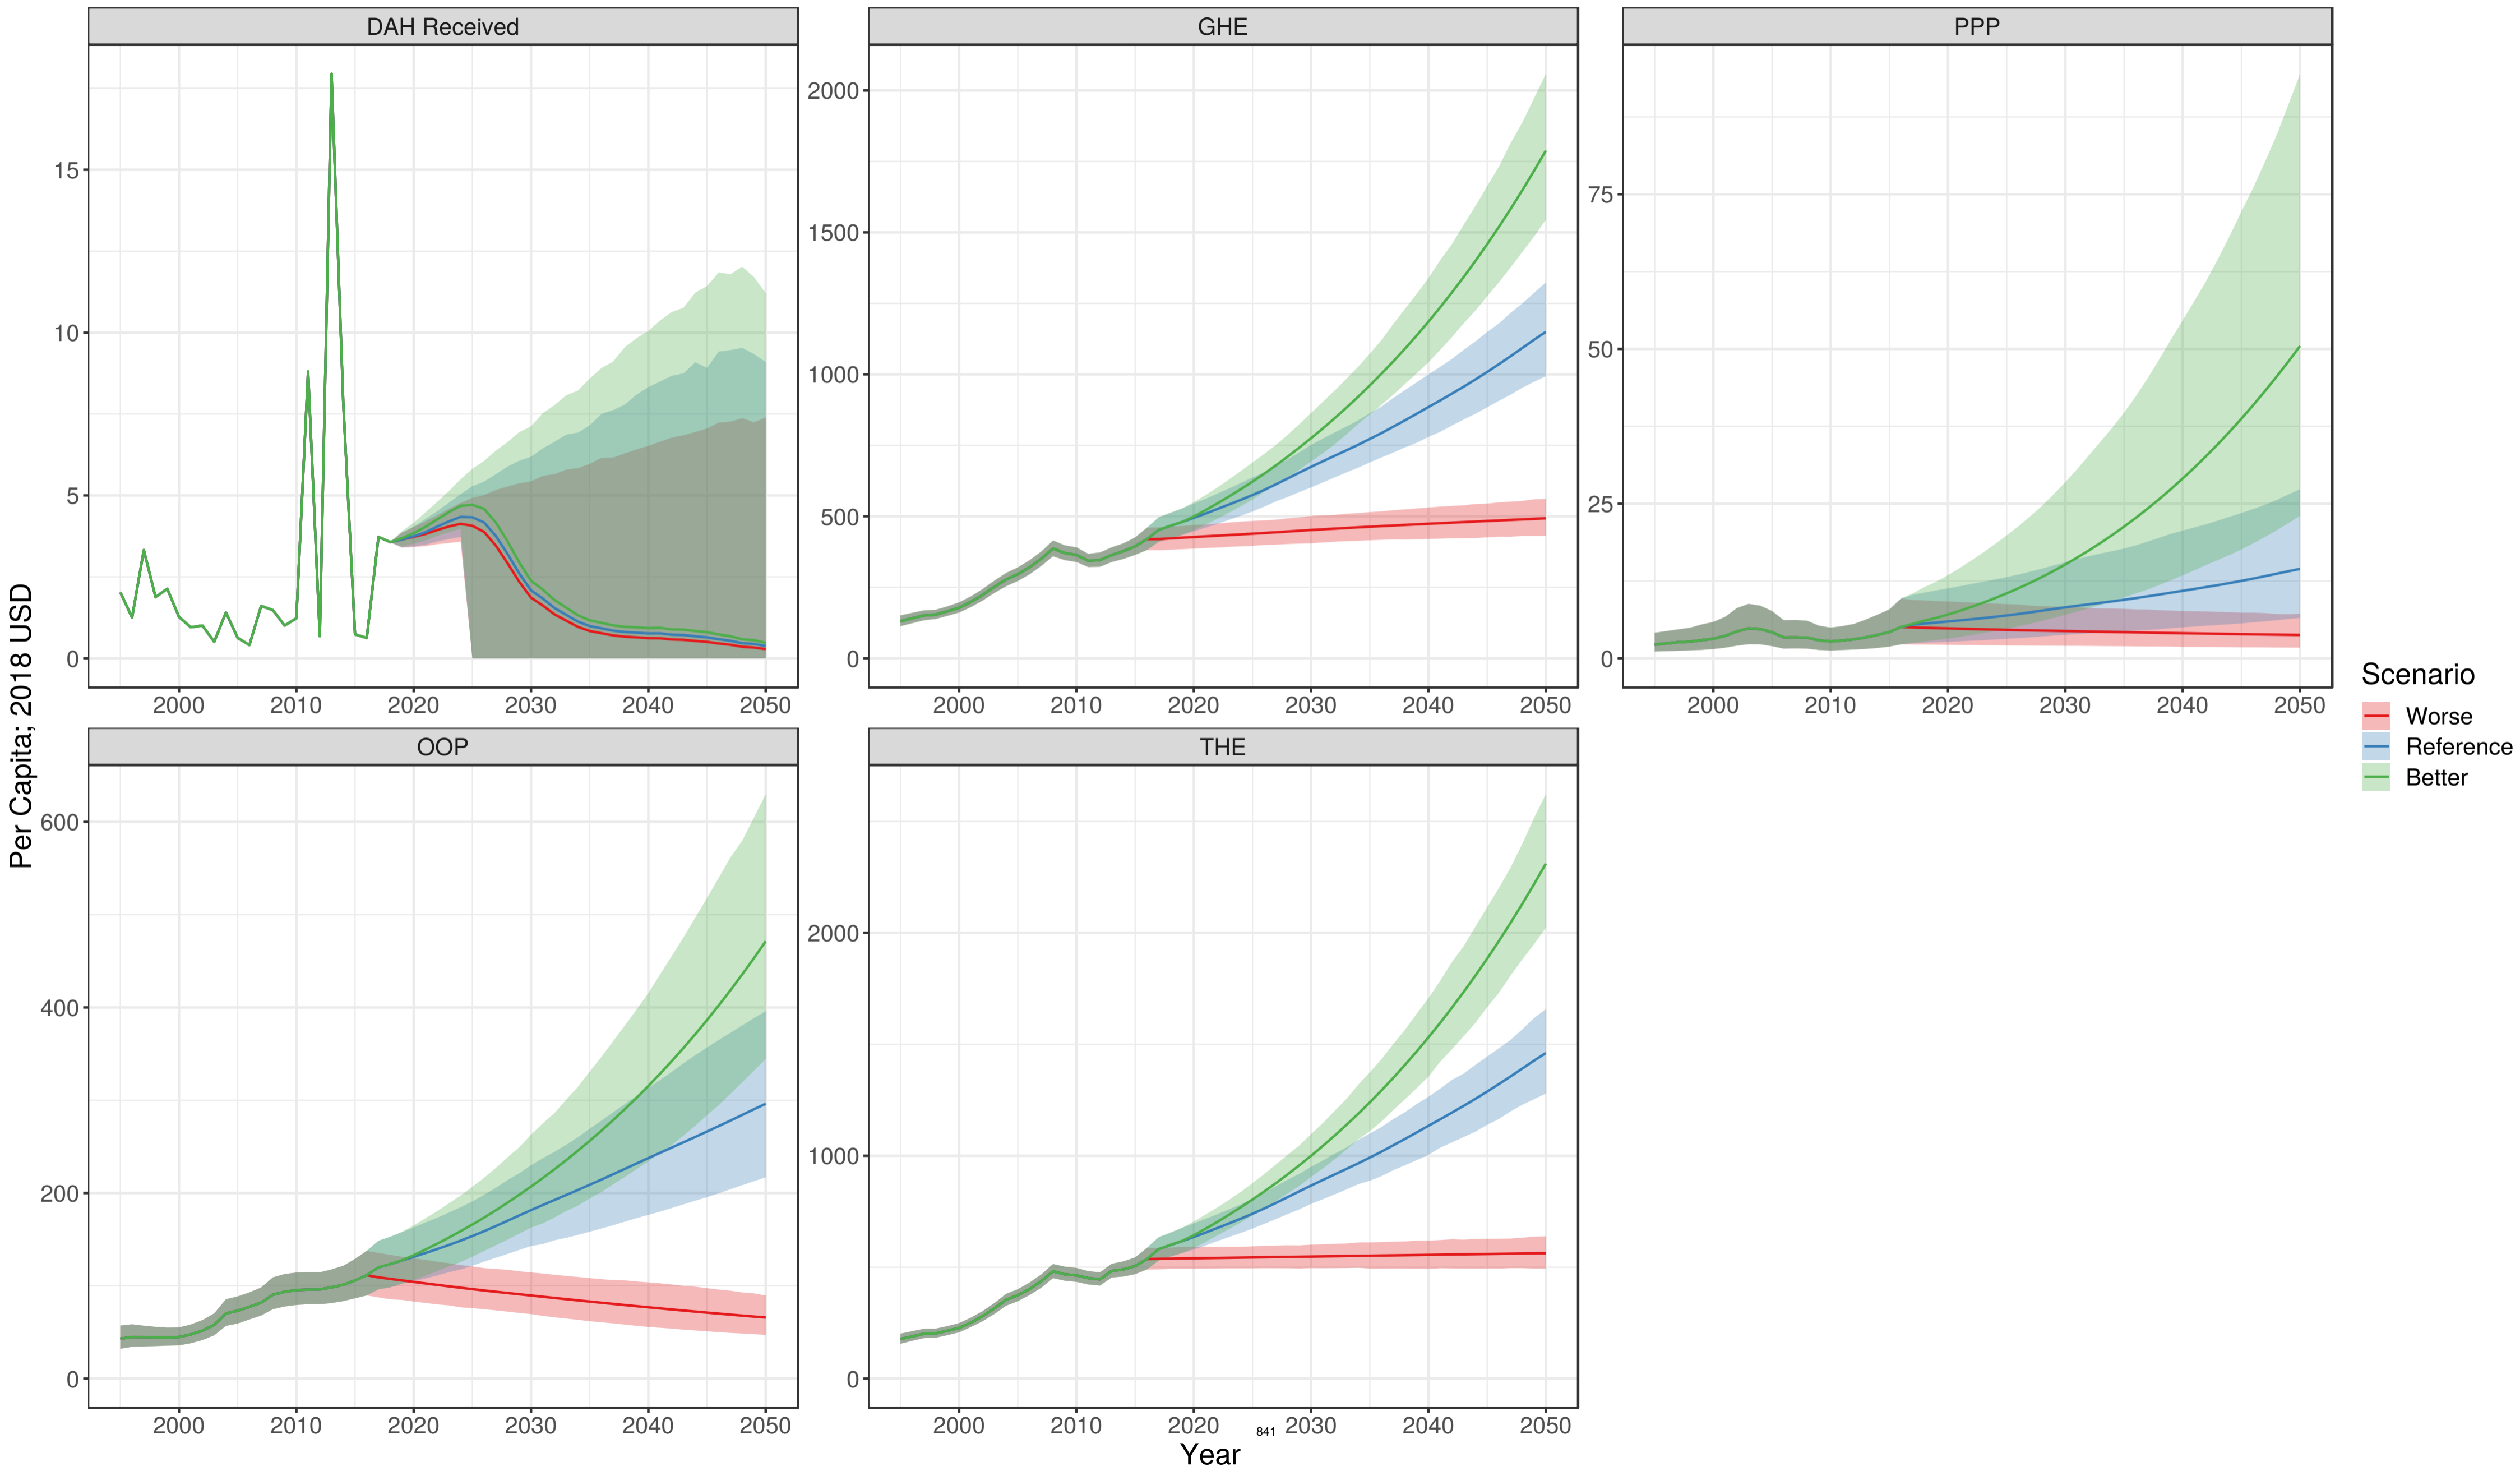 DAH Received
GHE
PPP
0
5
10
15
2000 2010 2020 2030 2040 2050
0
500
1000
1500
2000
2000 2010 2020 2030 2040 2050
0
25
50
75
2000 2010 2020 2030 2040 2050
OOP
THE
0
200
400
600
2000 2010 2020 2030 2040 2050
0
1000
2000
2000 2010 2020 2030 2040 2050
Per Capita; 2018 USD
Year
841
Scenario
Worse
Reference
Better